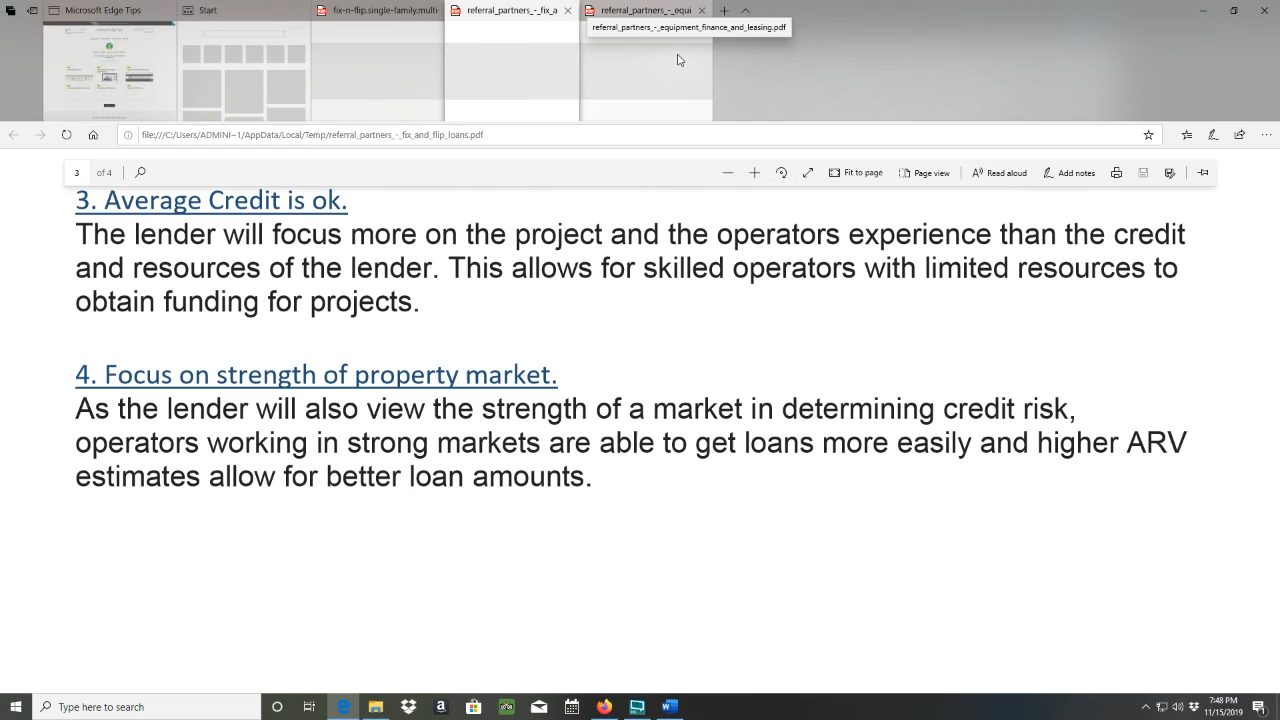 Microsoft Edge Tips
Start
fix-n-flip.single-family.multi-
referral_partners_-_fix_a
referral_partners_-_equi
referral_partners_-_equipment_finance_and_leasing.pdf
file:///C:/Users/ADMINI~1/AppData/Local/Temp/referral_partners_-_fix_and_flip_loans.pdf
3 of 4
Fit to page
Page view
Read aloud
Add notes
3. Average Credit is ok.
The lender will focus more on the project and the operators experience than the credit
and resources of the lender. This allows for skilled operators with limited resources to
obtain funding for projects.
4. Focus on strength of property market.
As the lender will also view the strength of a market in determining credit risk,
operators working in strong markets are able to get loans more easily and higher ARV
estimates allow for better loan amounts.
Type here to search
7:48 PM
11/15/2019